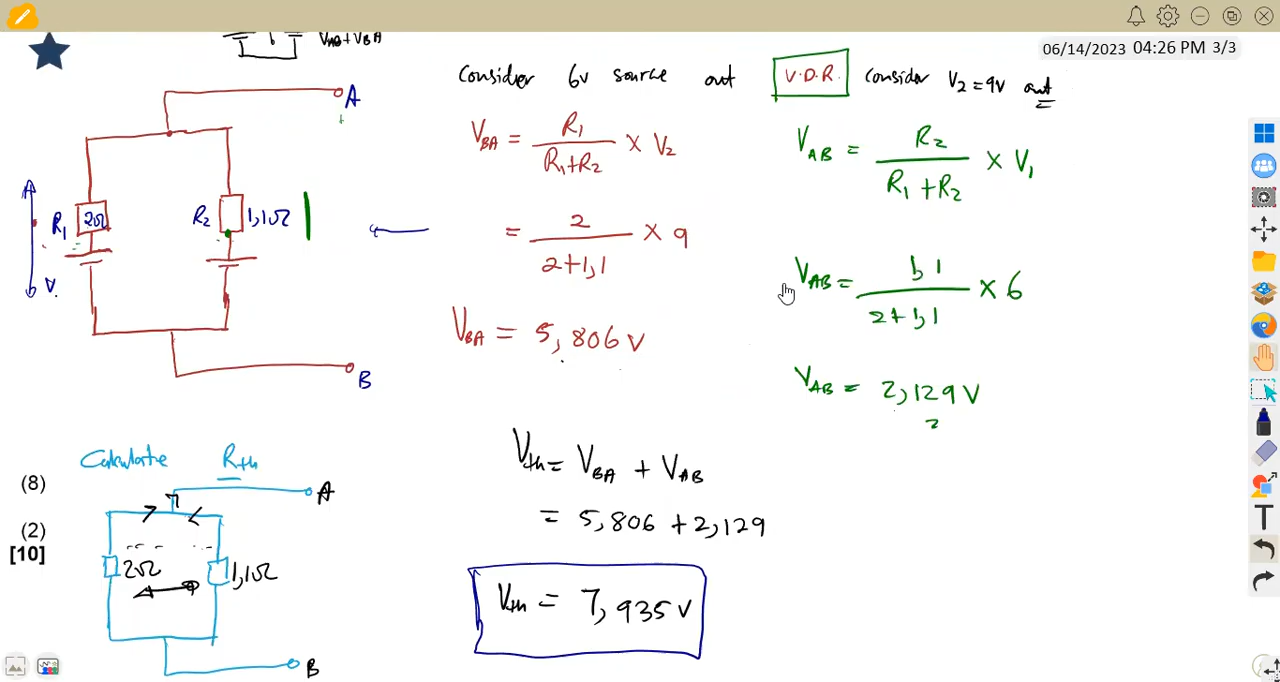 06/14/2023 04:26 PM 3/3
VAB+VBA
Consider 6v source out
V.D.R. consider V2 = 9v out
A
VBA = R1 / R1+R2 × V2
VAB = R2 / R1 + R2 × V1
A
R1 2Ω
R2 1,1Ω
V.
= 2 / 2+1,1 × 9
VAB = 1,1 / 2+1,1 × 6
VBA = 5,806 V
B
VAB = 2,129 V
Calculate Rth
Vth = VBA + VAB
(8)
A
= 5,806 + 2,129
(2)
[10]
2Ω
1,1Ω
Vth = 7,935 V
B
T